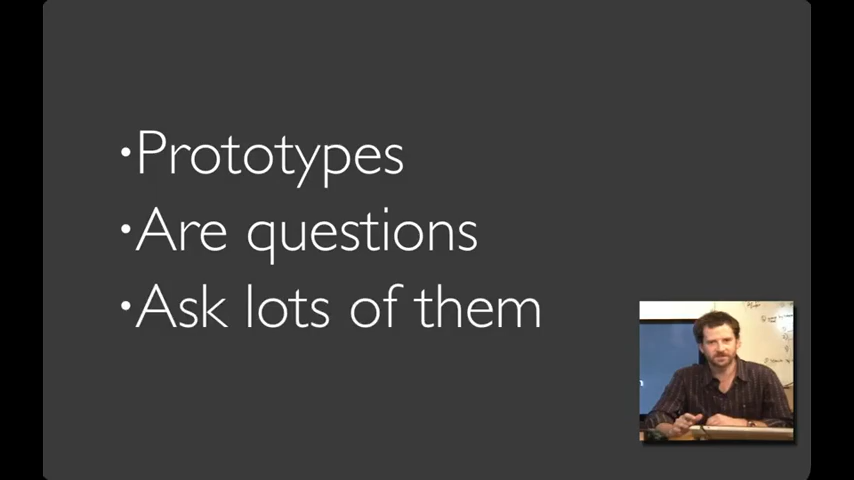 •Prototypes
•Are questions
•Ask lots of them